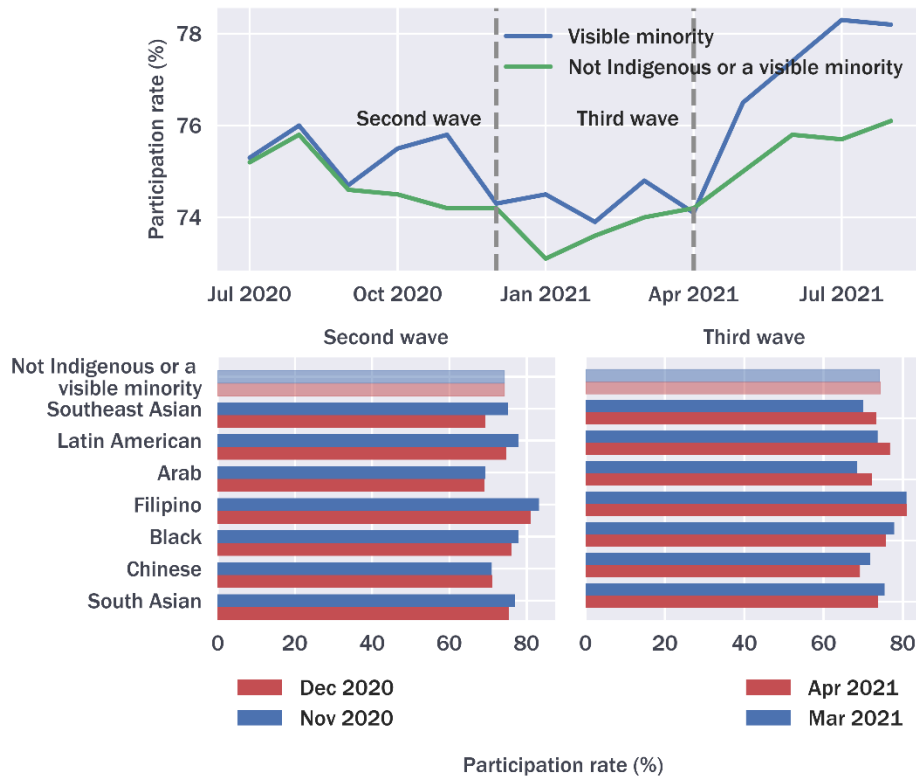 Participation rate (%)
78
76
74
Visible minority
Not Indigenous or a visible minority
Second wave
Third wave
Jul 2020
Oct 2020
Jan 2021
Apr 2021
Jul 2021
Second wave
Third wave
Not Indigenous or a
visible minority
Southeast Asian
Latin American
Arab
Filipino
Black
Chinese
South Asian
0
20
40
60
80
0
20
40
60
80
Dec 2020
Nov 2020
Apr 2021
Mar 2021
Participation rate (%)